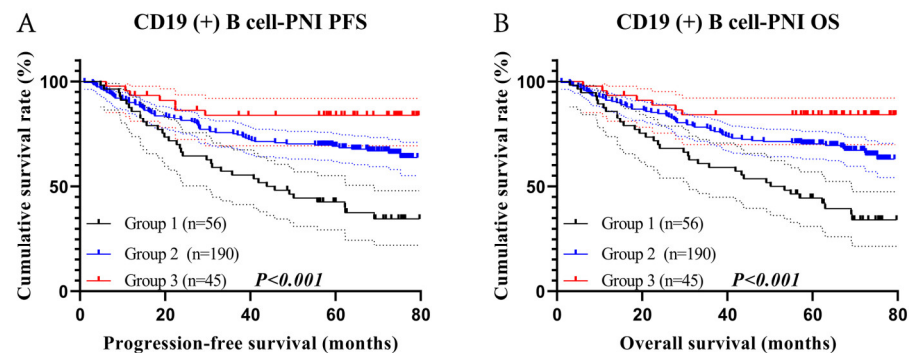 A
CD19 (+) B cell-PNI PFS
Cumulative survival rate (%)
100
50
0
Group 1 (n=56)
Group 2 (n=190)
Group 3 (n=45)
P<0.001
0
20
40
60
80
Progression-free survival (months)
B
CD19 (+) B cell-PNI OS
Cumulative survival rate (%)
100
50
0
Group 1 (n=56)
Group 2 (n=190)
Group 3 (n=45)
P<0.001
0
20
40
60
80
Overall survival (months)